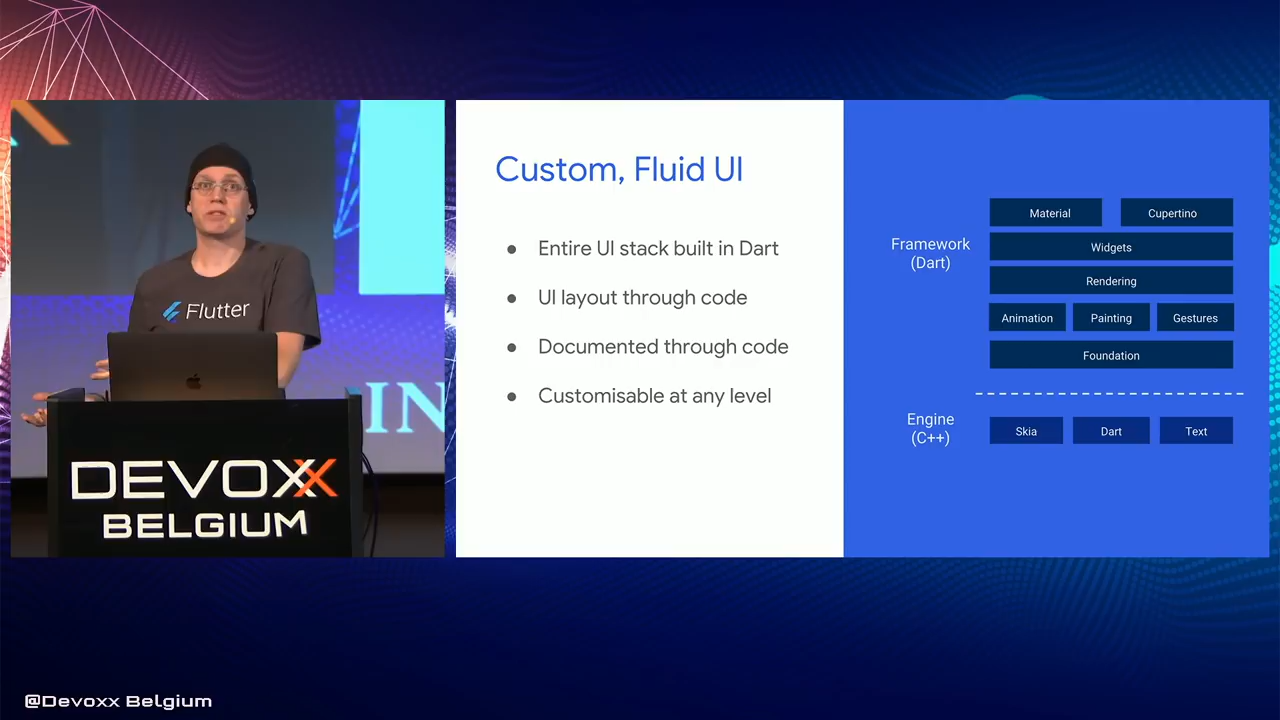 Flutter
IN
DEVOXX
BELGIUM
Custom, Fluid UI
● Entire UI stack built in Dart
● UI layout through code
● Documented through code
● Customisable at any level
Framework
(Dart)
Material Cupertino
Widgets
Rendering
Animation Painting Gestures
Foundation
Engine
(C++)
Skia Dart Text
@Devoxx Belgium